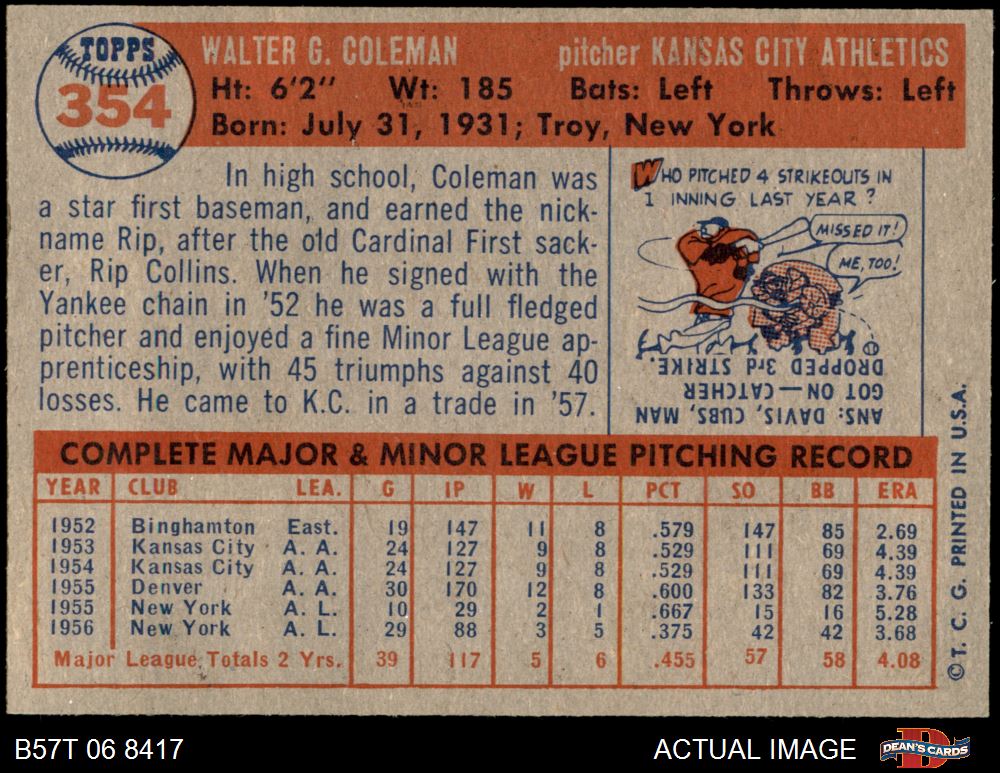 TOPPS
354
WALTER G. COLEMAN pitcher KANSAS CITY ATHLETICS
Ht: 6'2" Wt: 185 Bats: Left Throws: Left
Born: July 31, 1931; Troy, New York
In high school, Coleman was
a star first baseman, and earned the nick-
name Rip, after the old Cardinal First sack-
er, Rip Collins. When he signed with the
Yankee chain in '52 he was a full fledged
pitcher and enjoyed a fine Minor League ap-
prenticeship, with 45 triumphs against 40
losses. He came to K.C. in a trade in '57.
WHO PITCHED 4 STRIKEOUTS IN
1 INNING LAST YEAR?
MISSED IT!
ME, TOO!
ANS: DAVIS, CUBS, MAN
GOT ON—CATCHER
DROPPED 3rd STRIKE.
COMPLETE MAJOR & MINOR LEAGUE PITCHING RECORD
YEAR CLUB LEA. G IP W L PCT SO BB ERA
1952 Binghamton East. 19 147 11 8 .579 147 85 2.69
1953 Kansas City A. A. 24 127 9 8 .529 111 69 4.39
1954 Kansas City A. A. 24 127 9 8 .529 111 69 4.39
1955 Denver A. A. 30 170 12 8 .600 133 82 3.76
1955 New York A. L. 10 29 2 1 .667 15 16 5.28
1956 New York A. L. 29 88 3 5 .375 42 42 3.68
Major League Totals 2 Yrs. 39 117 5 6 .455 57 58 4.08
© T. C. G. PRINTED IN U.S.A.
B57T 06 8417 ACTUAL IMAGE
DEAN'S CARDS